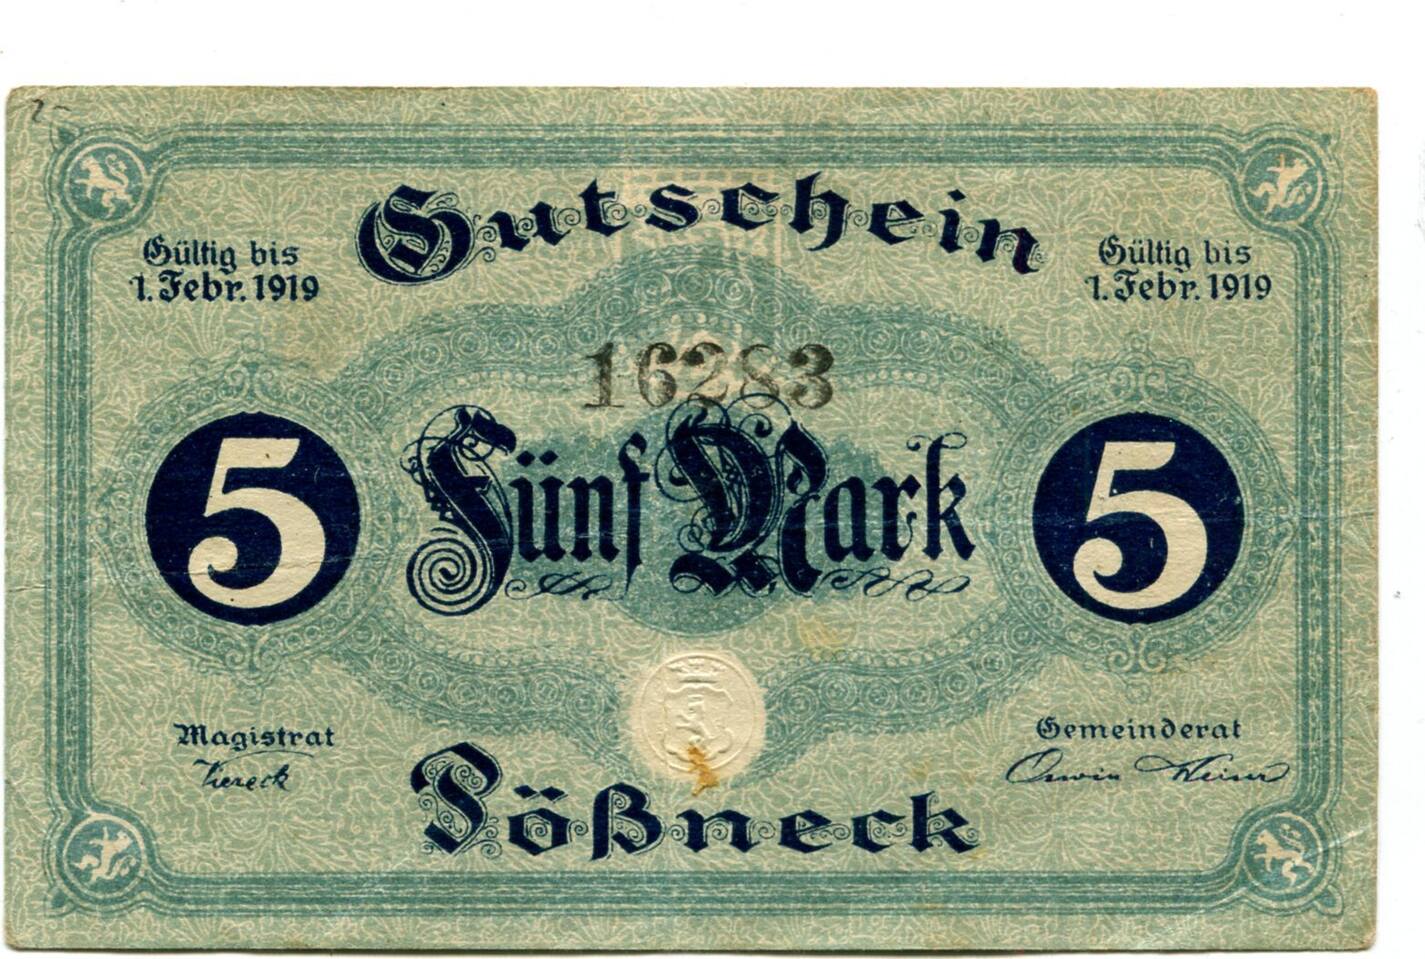 Gutschein
Gültig bis
1. Febr. 1919
Gültig bis
1. Febr. 1919
16283
5
Fünf Mark
5
Magistrat
Viereck
Gemeinderat
Pößneck